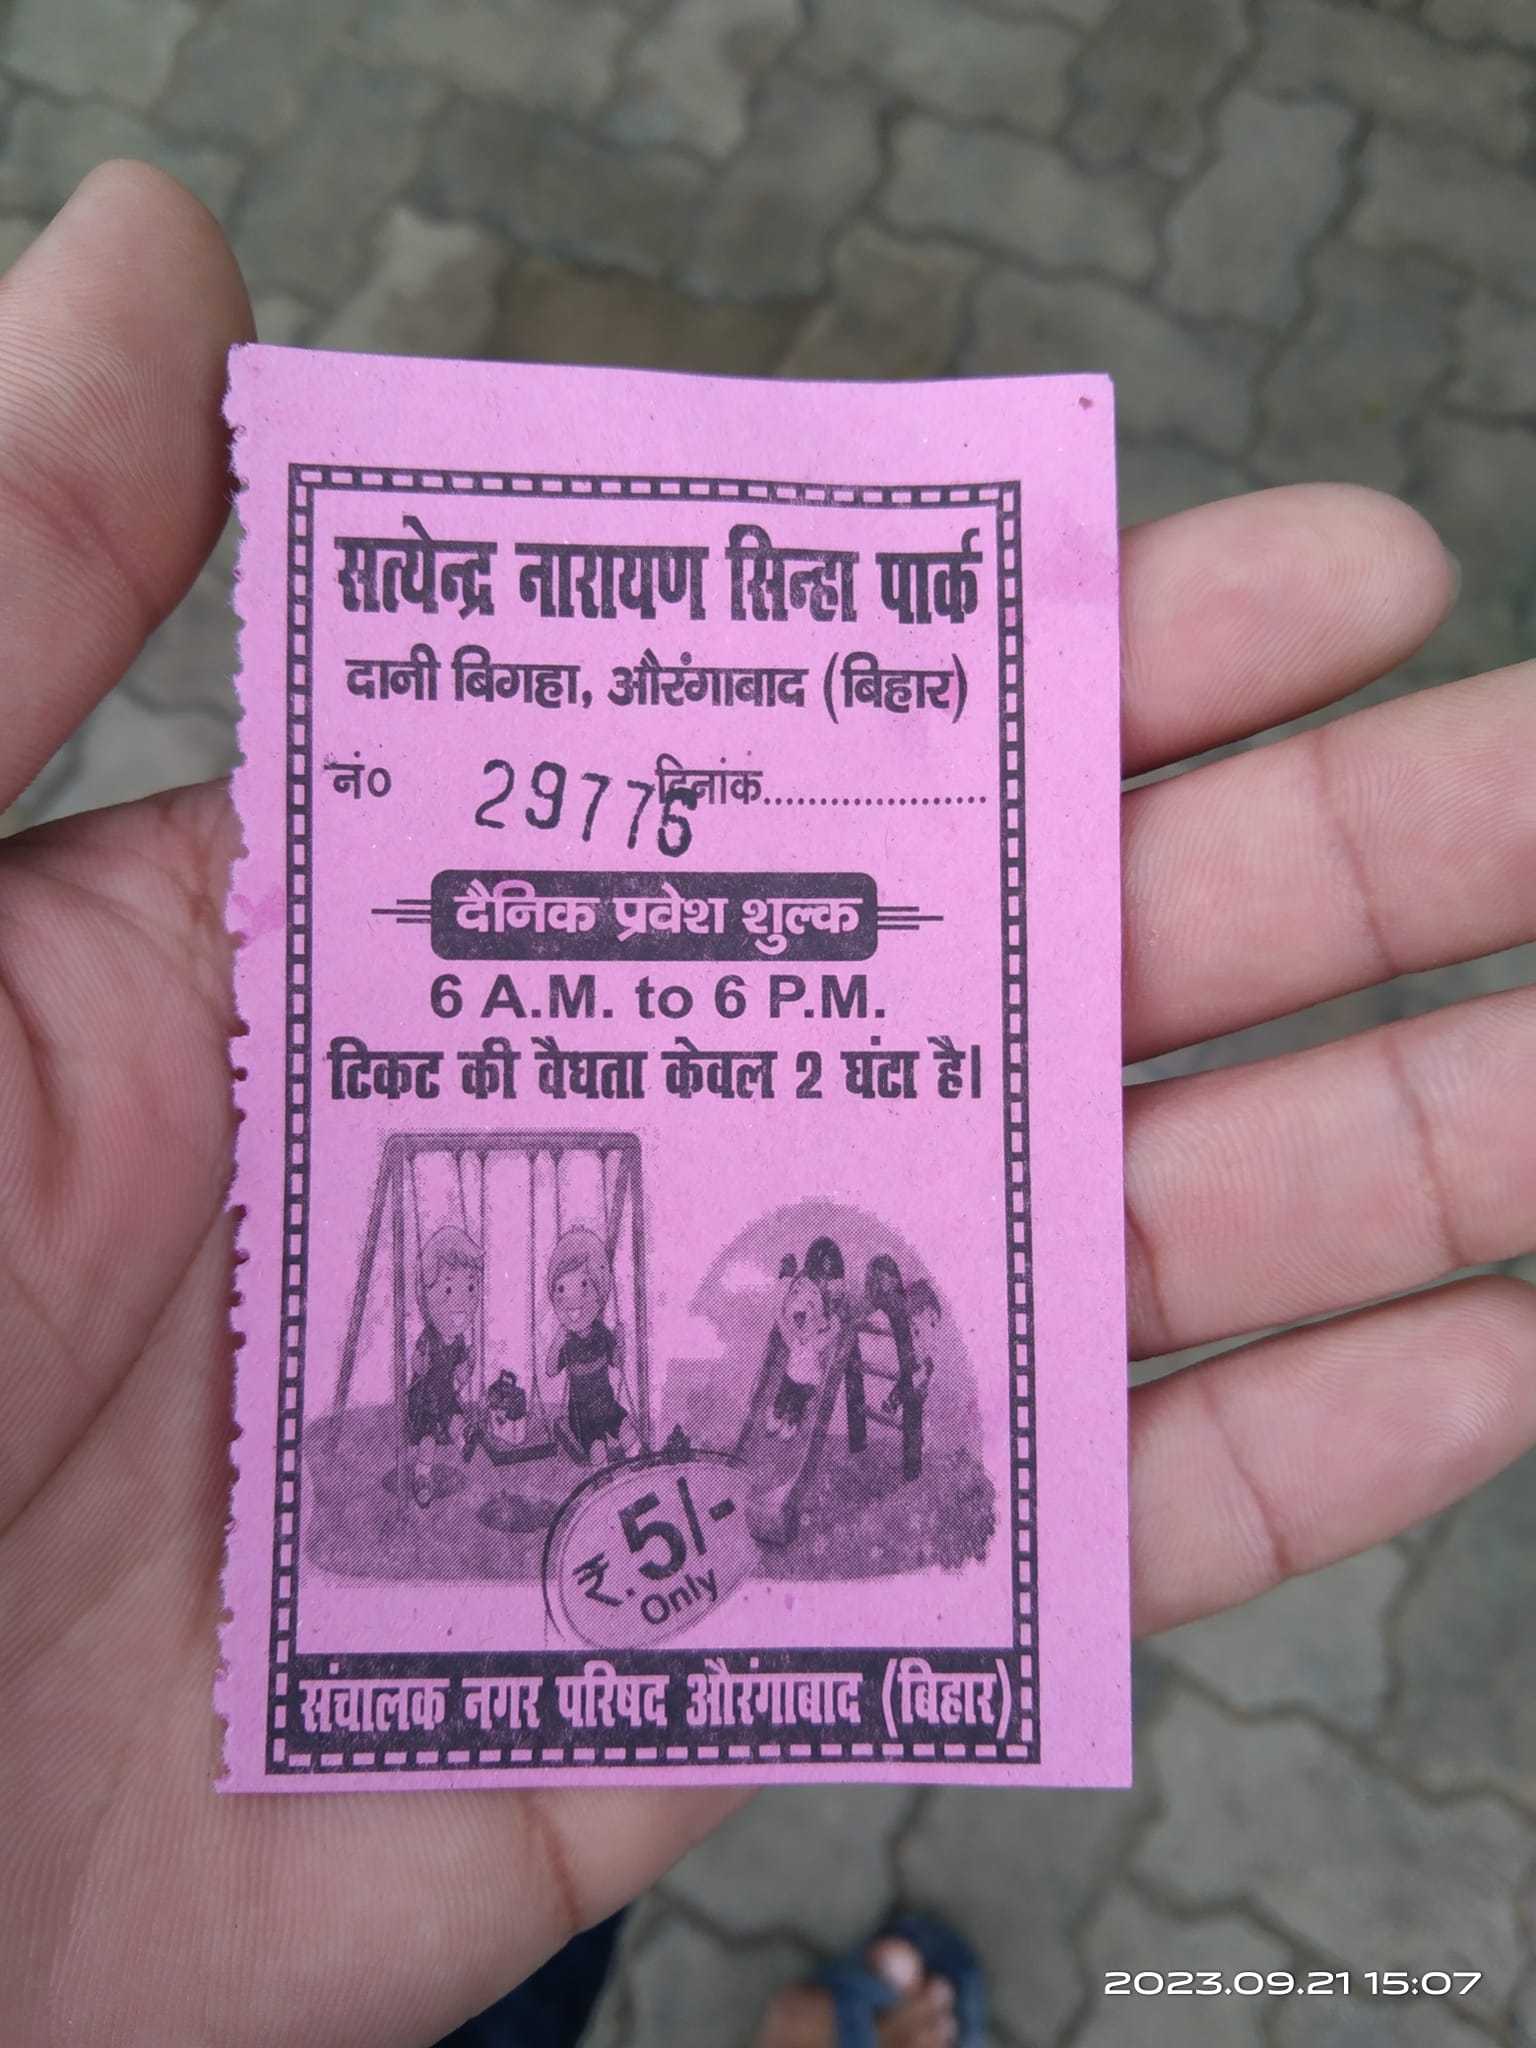 सत्येन्द्र नारायण सिन्हा पार्क
दानी बिगहा, औरंगाबाद (बिहार)
नं० 29776 दिनांक....................
दैनिक प्रवेश शुल्क
6 A.M. to 6 P.M.
टिकट की वैधता केवल 2 घंटा है।
₹.5/-
Only
संचालक नगर परिषद औरंगाबाद (बिहार)
2023.09.21 15:07